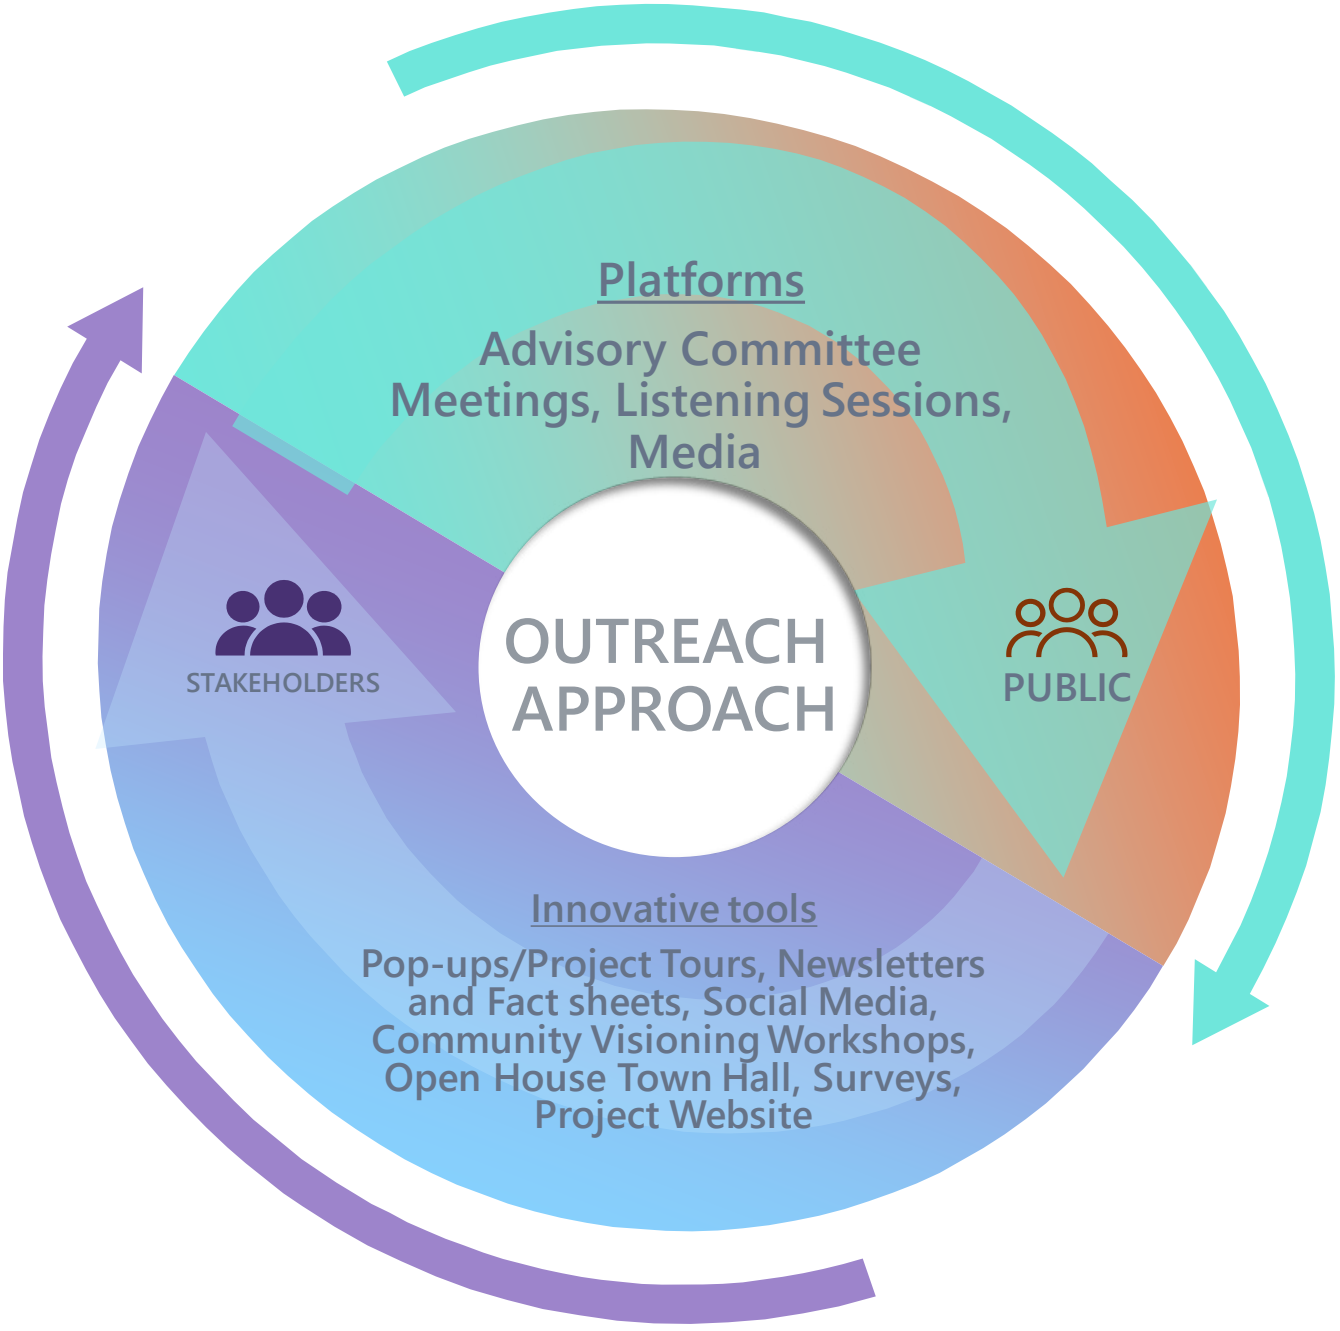 Platforms
Advisory Committee
Meetings, Listening Sessions,
Media
STAKEHOLDERS
OUTREACH
APPROACH
PUBLIC
Innovative tools
Pop-ups/Project Tours, Newsletters
and Fact sheets, Social Media,
Community Visioning Workshops,
Open House Town Hall, Surveys,
Project Website